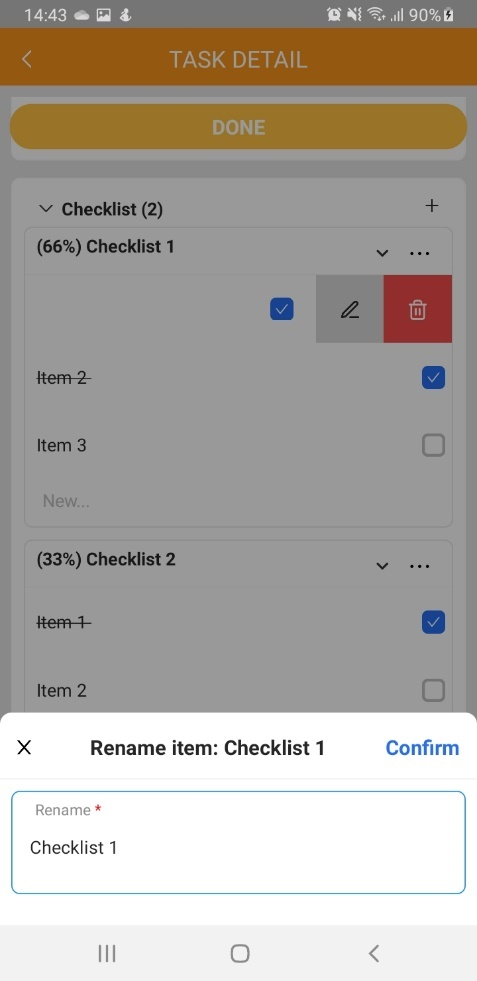 14:43
90%
TASK DETAIL
DONE
Checklist (2)
(66%) Checklist 1
Item 2
Item 3
New...
(33%) Checklist 2
Item 1
Item 2
Rename item: Checklist 1
Confirm
Rename *
Checklist 1